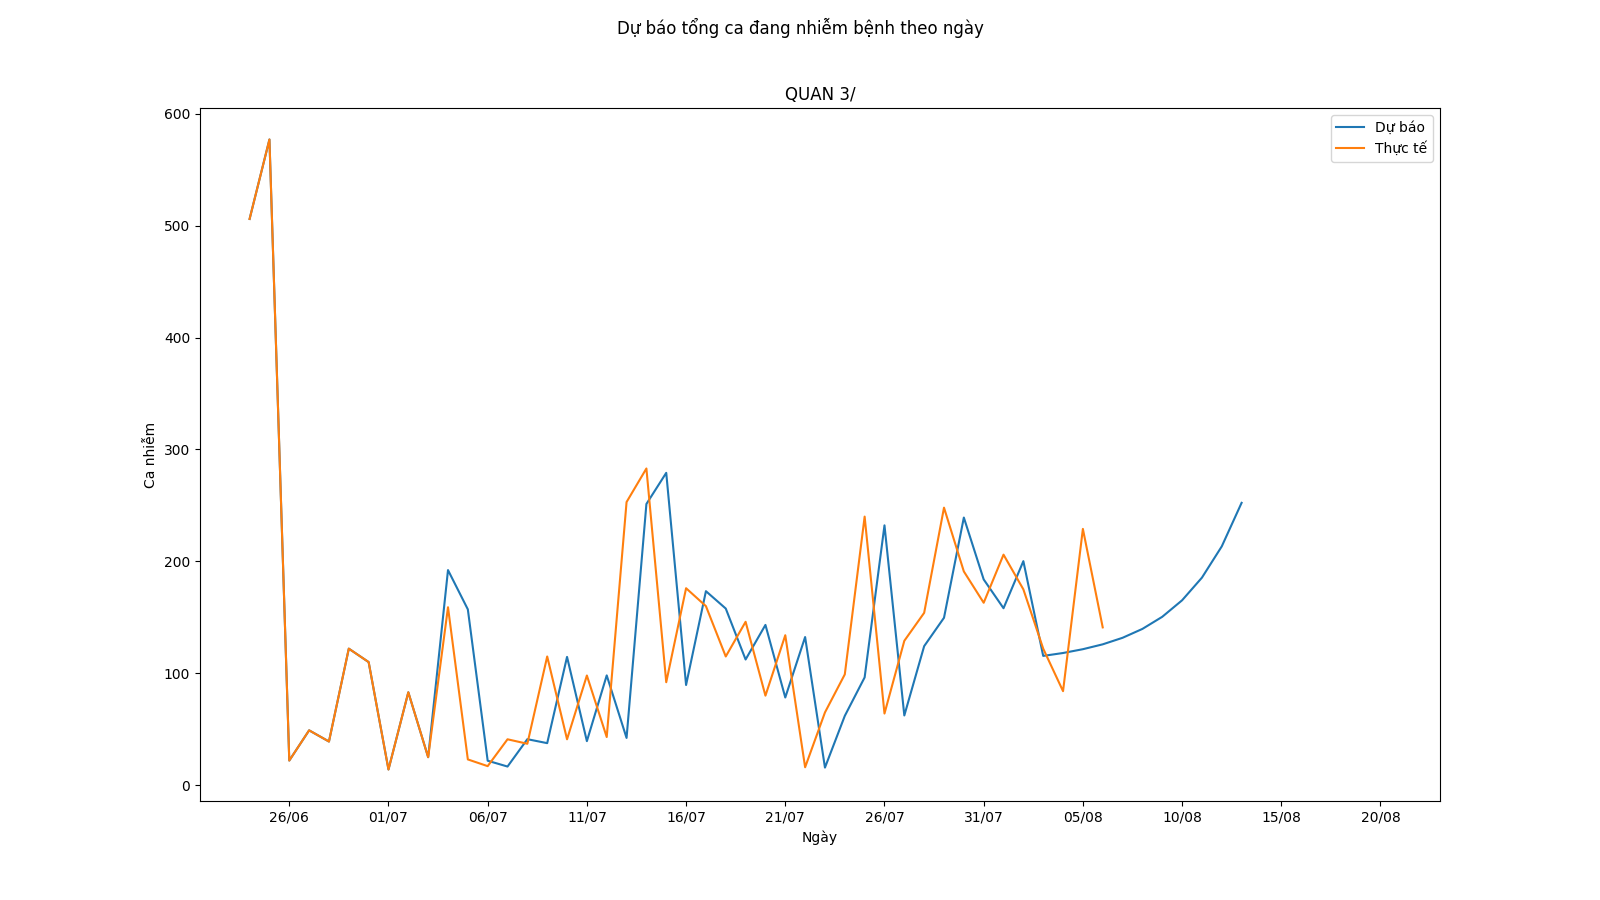 Dự báo tổng ca đang nhiễm bệnh theo ngày
QUAN 3/
600
500
400
300
200
100
0
Ca nhiễm
Dự báo
Thực tế
26/06 01/07 06/07 11/07 16/07 21/07 26/07 31/07 05/08 10/08 15/08 20/08
Ngày